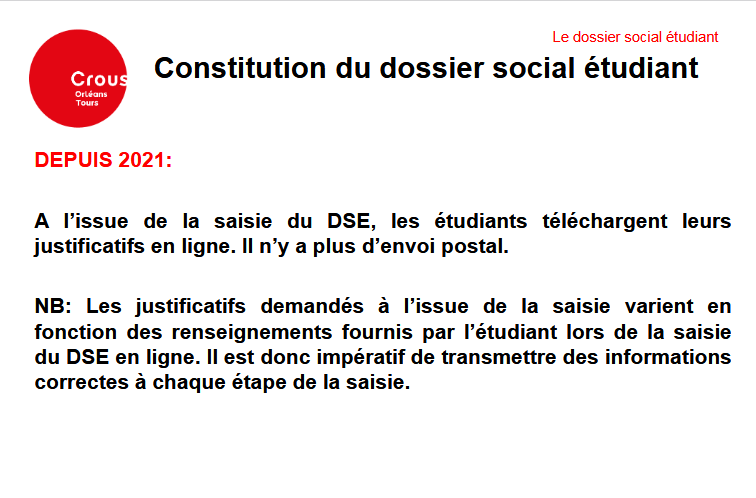 Le dossier social étudiant
Crous
Orléans
Tours
Constitution du dossier social étudiant
DEPUIS 2021:
A l’issue de la saisie du DSE, les étudiants téléchargent leurs
justificatifs en ligne. Il n’y a plus d’envoi postal.
NB: Les justificatifs demandés à l’issue de la saisie varient en
fonction des renseignements fournis par l’étudiant lors de la saisie
du DSE en ligne. Il est donc impératif de transmettre des informations
correctes à chaque étape de la saisie.